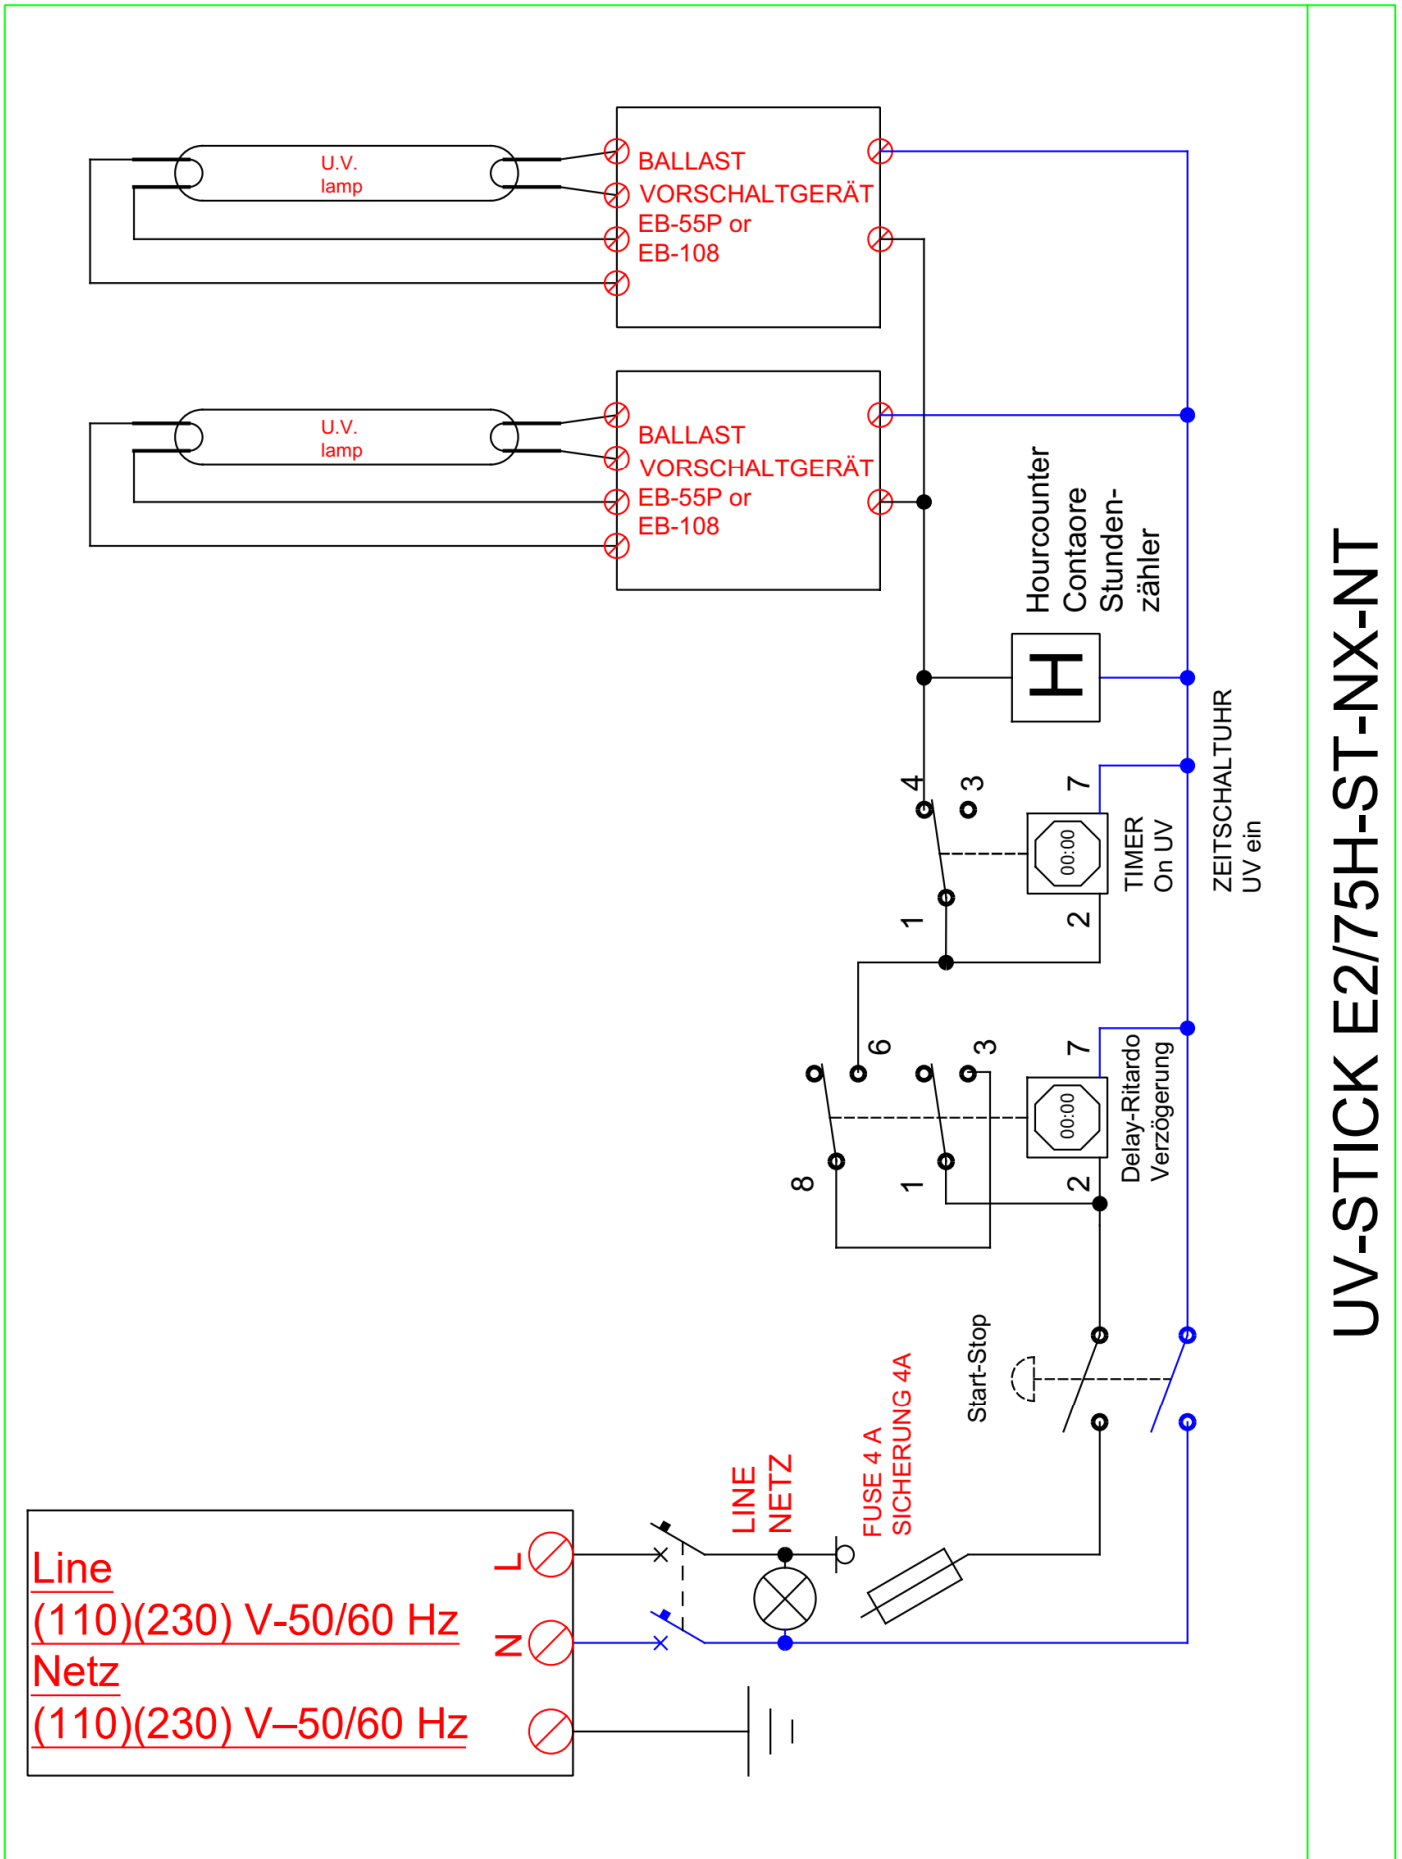 U.V.
lamp
BALLAST
VORSCHALTGERÄT
EB-55P or
EB-108
U.V.
lamp
BALLAST
VORSCHALTGERÄT
EB-55P or
EB-108
Hourcounter
Contaore
Stunden-
zähler
H
4
3
1
00:00
7
2
TIMER
On UV
ZEITSCHALTUHR
UV ein
6
3
8
1
00:00
7
2
Delay-Ritardo
Verzögerung
Start-Stop
FUSE 4 A
SICHERUNG 4A
LINE
NETZ
Line
(110)(230) V-50/60 Hz
Netz
(110)(230) V–50/60 Hz
L
N
UV-STICK E2/75H-ST-NX-NT